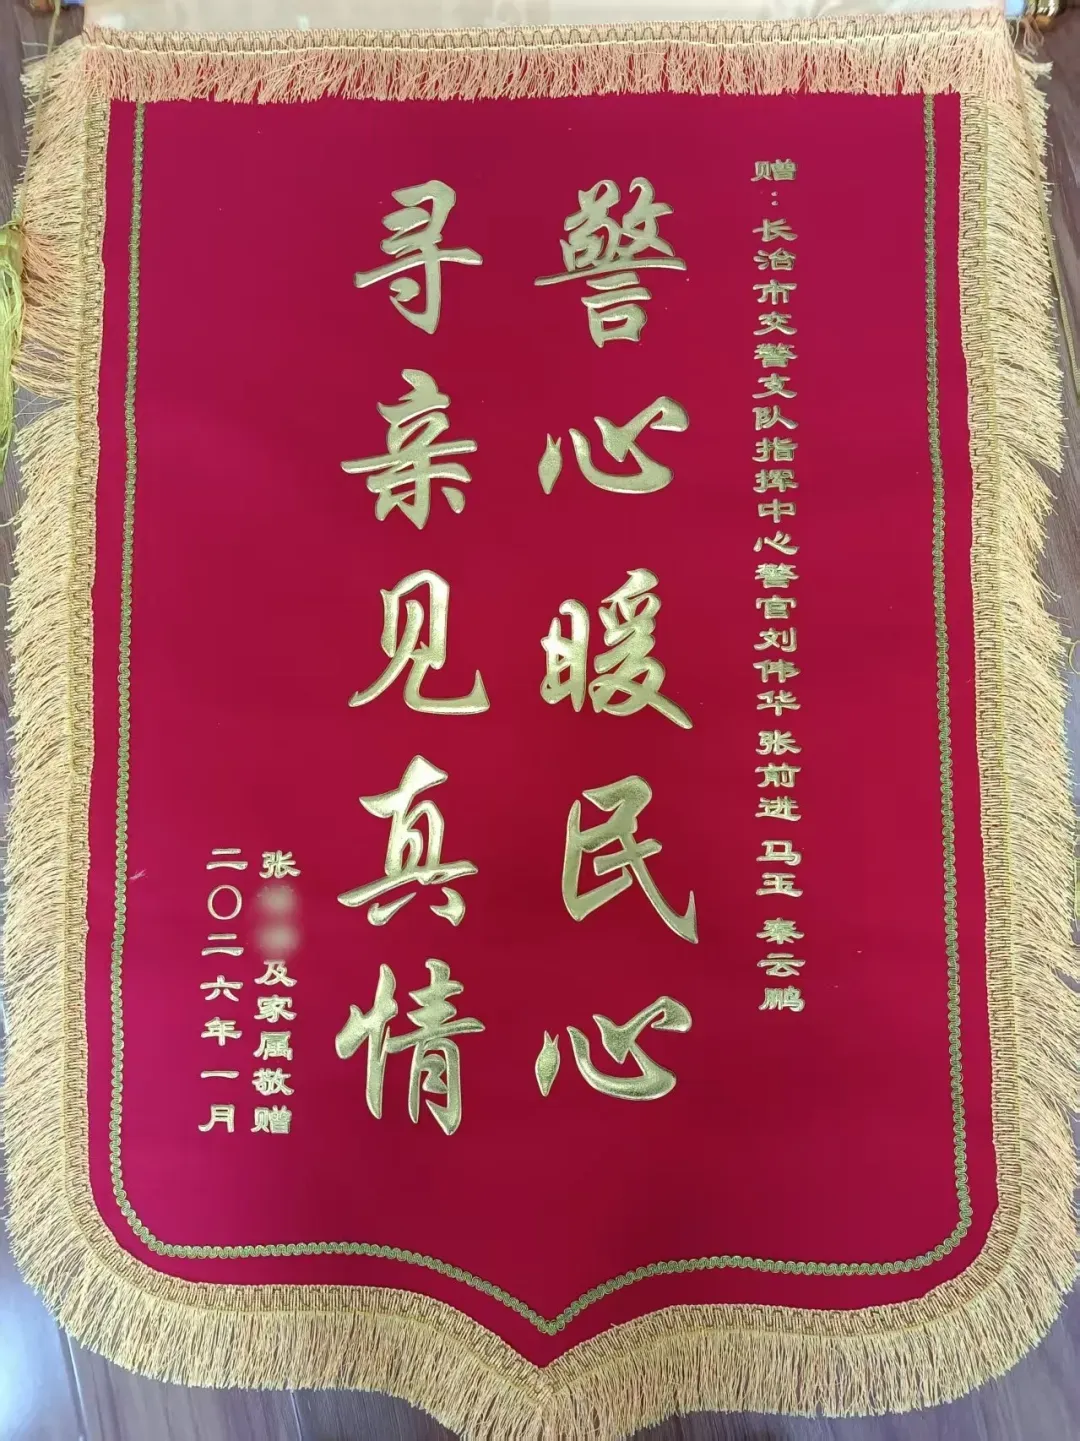 赠：长治市交警支队指挥中心警官刘伟华 张前进 马玉 秦云鹏
警心暖民心
寻亲见真情
张 及家属敬赠
二〇二六年一月